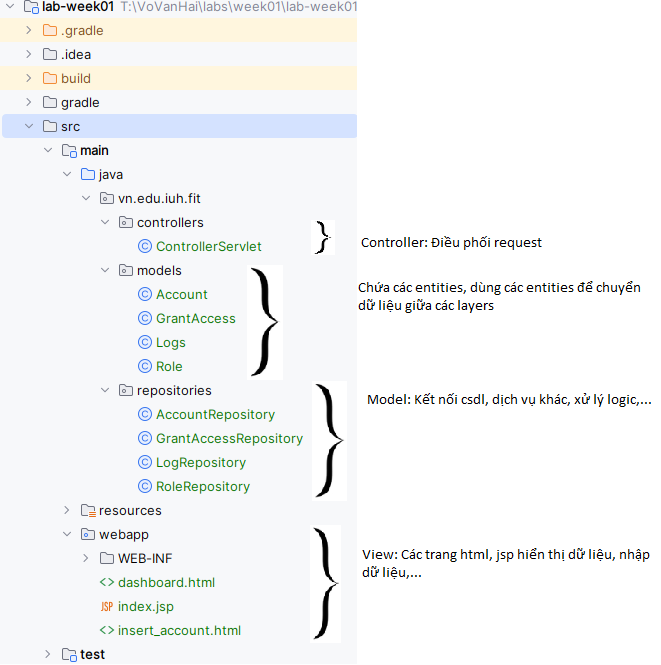 lab-week01 T:\VoVanHai\labs\week01\lab-week01
.gradle
.idea
build
gradle
src
main
java
vn.edu.iuh.fit
controllers
ControllerServlet
Controller: Điều phối request
models
Chứa các entities, dùng các entities để chuyển
dữ liệu giữa các layers
Account
GrantAccess
Logs
Role
repositories
Model: Kết nối csdl, dịch vụ khác, xử lý logic,...
AccountRepository
GrantAccessRepository
LogRepository
RoleRepository
resources
webapp
View: Các trang html, jsp hiển thị dữ liệu, nhập
dữ liệu,...
WEB-INF
<> dashboard.html
JSP index.jsp
<> insert_account.html
test